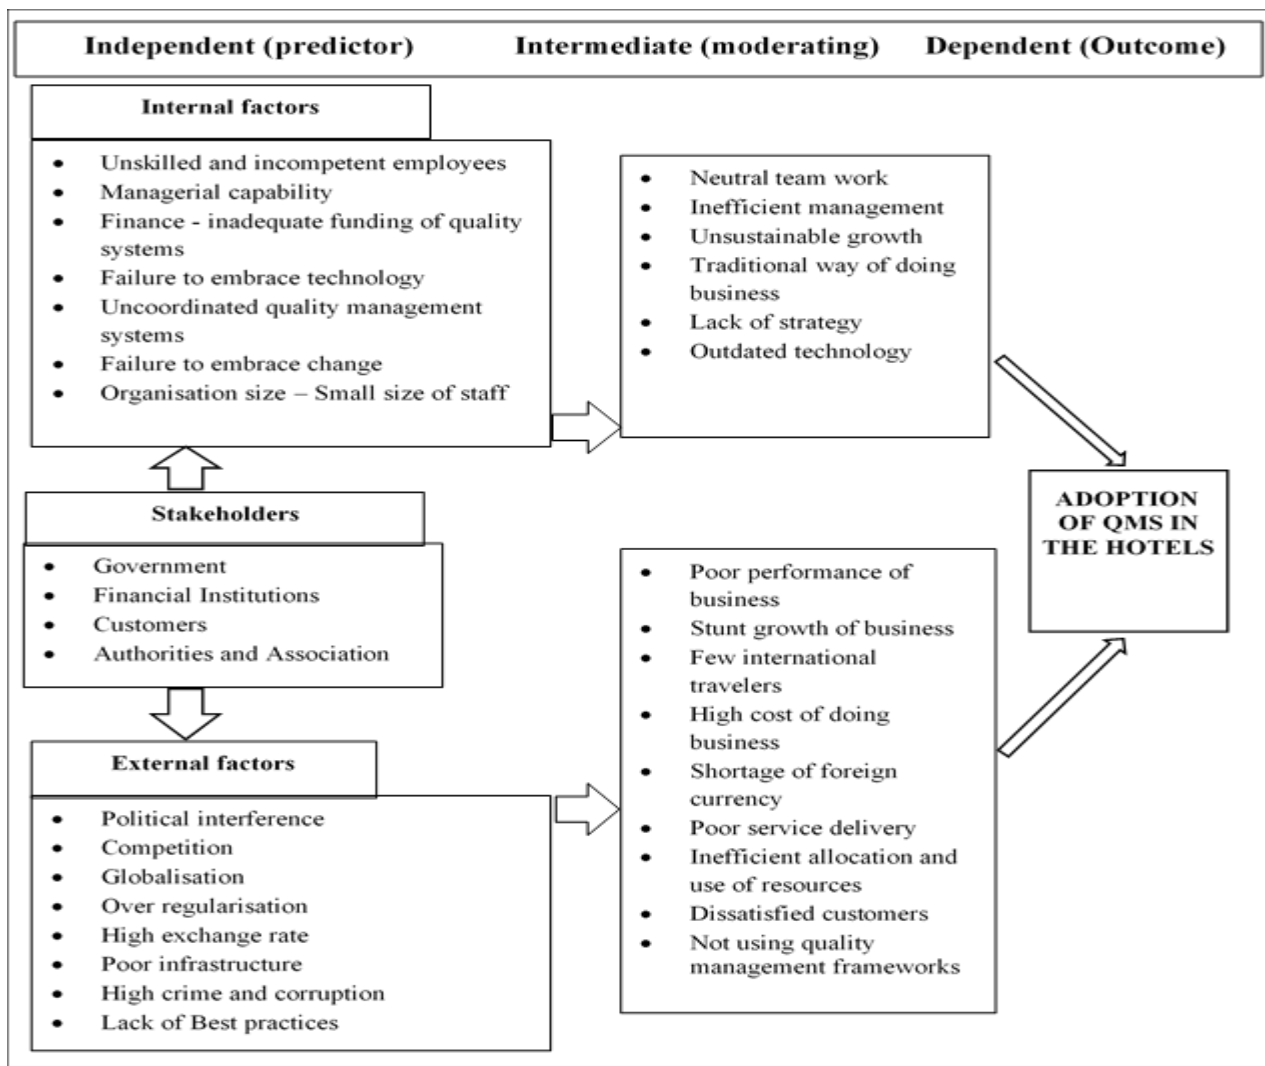 Independent (predictor) Intermediate (moderating) Dependent (Outcome)
Internal factors
• Unskilled and incompetent employees
• Managerial capability
• Finance - inadequate funding of quality
systems
• Failure to embrace technology
• Uncoordinated quality management
systems
• Failure to embrace change
• Organisation size – Small size of staff
Stakeholders
• Government
• Financial Institutions
• Customers
• Authorities and Association
External factors
• Political interference
• Competition
• Globalisation
• Over regularisation
• High exchange rate
• Poor infrastructure
• High crime and corruption
• Lack of Best practices
• Neutral team work
• Inefficient management
• Unsustainable growth
• Traditional way of doing
business
• Lack of strategy
• Outdated technology
• Poor performance of
business
• Stunt growth of business
• Few international
travelers
• High cost of doing
business
• Shortage of foreign
currency
• Poor service delivery
• Inefficient allocation and
use of resources
• Dissatisfied customers
• Not using quality
management frameworks
ADOPTION
OF QMS IN
THE HOTELS